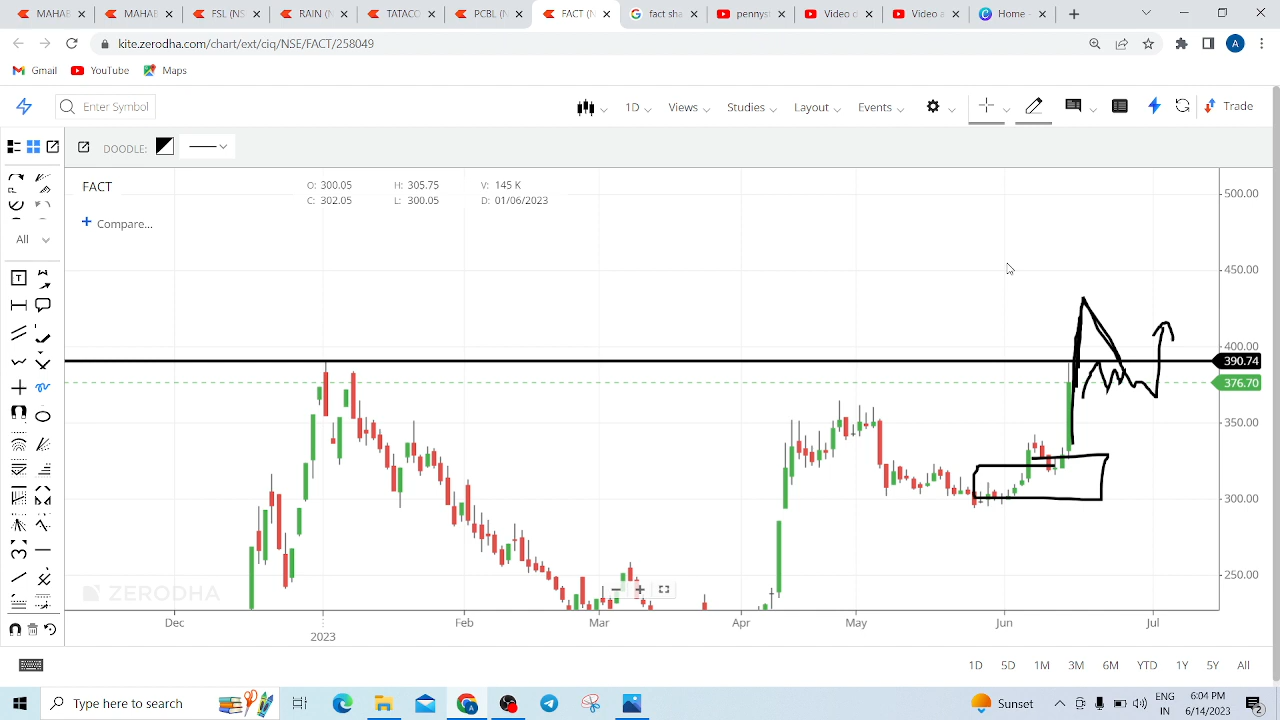 MAHAB
MAHAB
FSL (NS
RAIN (N
TATACO
PCBL (N
FACT (N
fact sha
pennys
Video c
Video a
Home -
kite.zerodha.com/chart/ext/ciq/NSE/FACT/258049
Gmail
YouTube
Maps
Enter Symbol
1D
Views
Studies
Layout
Events
Trade
DOODLE:
FACT
O: 300.05
H: 305.75
V: 145 K
C: 302.05
L: 300.05
D: 01/06/2023
+ Compare...
All
500.00
450.00
400.00
390.74
376.70
350.00
300.00
250.00
ZERODHA
Dec
2023
Feb
Mar
Apr
May
Jun
Jul
1D
5D
1M
3M
6M
YTD
1Y
5Y
All
Type here to search
Sunset
ENG
IN
6:04 PM
6/14/2023
2